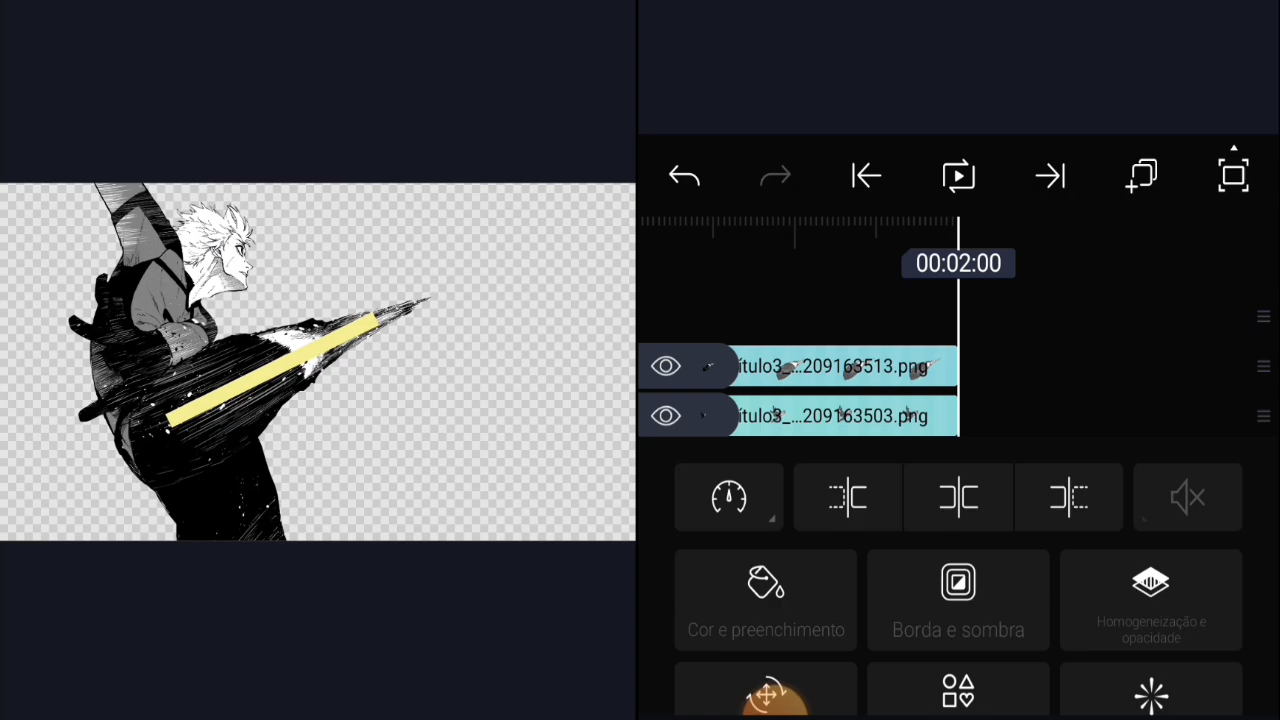 00:02:00
ítulo3_...209163513.png
ítulo3_...209163503.png
Cor e preenchimento
Borda e sombra
Homogeneização e
opacidade